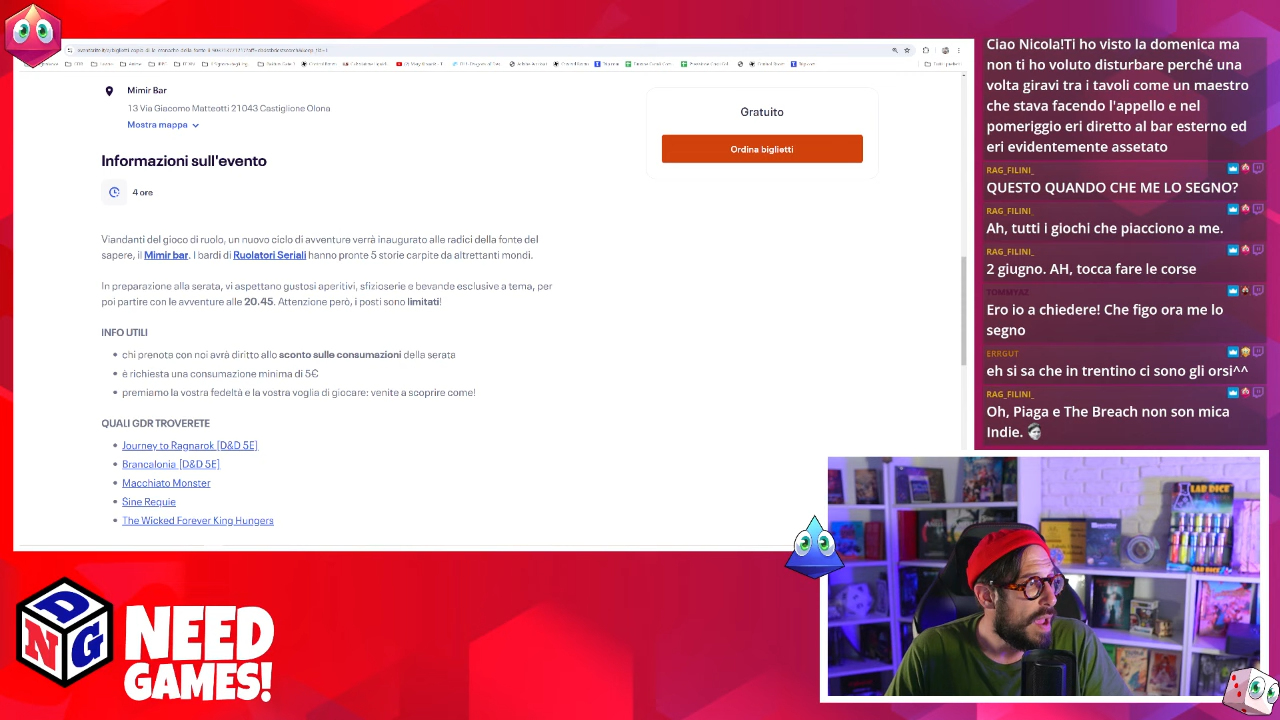 Mimir Bar
13 Via Giacomo Matteotti 21043 Castiglione Olona
Mostra mappa
Gratuito
Ordina biglietti
Informazioni sull'evento
4 ore
Viandanti del gioco di ruolo, un nuovo ciclo di avventure verrà inaugurato alle radici della fonte del
sapere, il Mimir bar. I bardi di Ruolatori Seriali hanno pronte 5 storie carpite da altrettanti mondi.
In preparazione alla serata, vi aspettano gustosi aperitivi, sfizioserie e bevande esclusive a tema, per
poi partire con le avventure alle 20.45. Attenzione però, i posti sono limitati!
INFO UTILI
• chi prenota con noi avrà diritto allo sconto sulle consumazioni della serata
• è richiesta una consumazione minima di 5€
• premiamo la vostra fedeltà e la vostra voglia di giocare: venite a scoprire come!
QUALI GDR TROVERETE
• Journey to Ragnarok [D&D 5E]
• Brancalonia [D&D 5E]
• Macchiato Monster
• Sine Requie
• The Wicked Forever King Hungers
Ciao Nicola!Ti ho visto la domenica ma
non ti ho voluto disturbare perché una
volta giravi tra i tavoli come un maestro
che stava facendo l'appello e nel
pomeriggio eri diretto al bar esterno ed
eri evidentemente assetato
RAG_FILINI_
QUESTO QUANDO CHE ME LO SEGNO?
RAG_FILINI_
Ah, tutti i giochi che piacciono a me.
RAG_FILINI_
2 giugno. AH, tocca fare le corse
Ero io a chiedere! Che figo ora me lo
segno
ERRGUT
eh si sa che in trentino ci sono gli orsi^^
RAG_FILINI_
Oh, Piaga e The Breach non son mica
Indie.
LAB DICE
D
N G
NEED
GAMES!